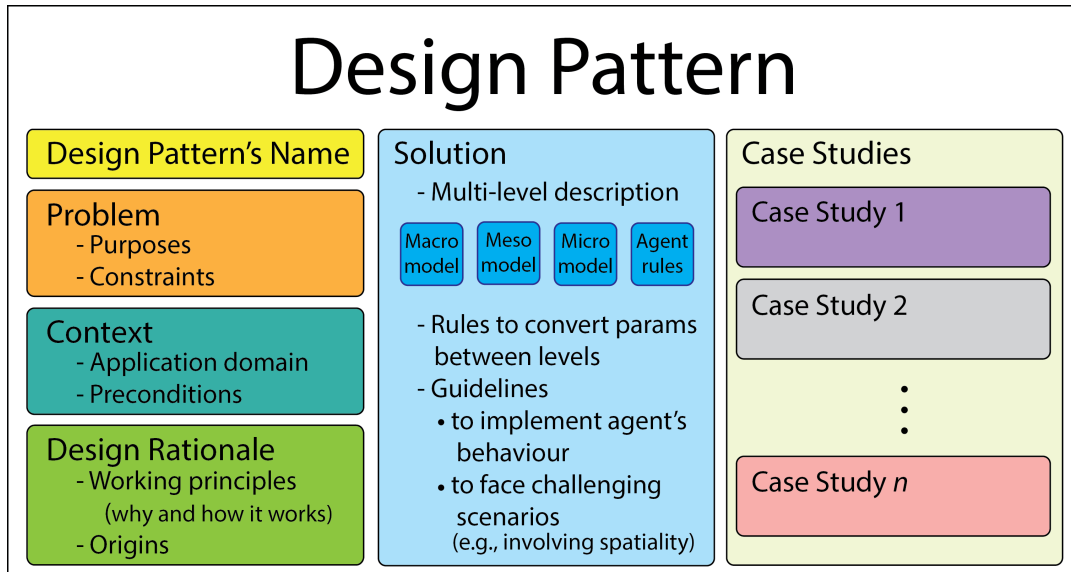 Design Pattern
Design Pattern's Name
Problem
- Purposes
- Constraints
Context
- Application domain
- Preconditions
Design Rationale
- Working principles
(why and how it works)
- Origins
Solution
- Multi-level description
Macro
model
Meso
model
Micro
model
Agent
rules
- Rules to convert params
between levels
- Guidelines
• to implement agent's
behaviour
• to face challenging
scenarios
(e.g., involving spatiality)
Case Studies
Case Study 1
Case Study 2
Case Study n